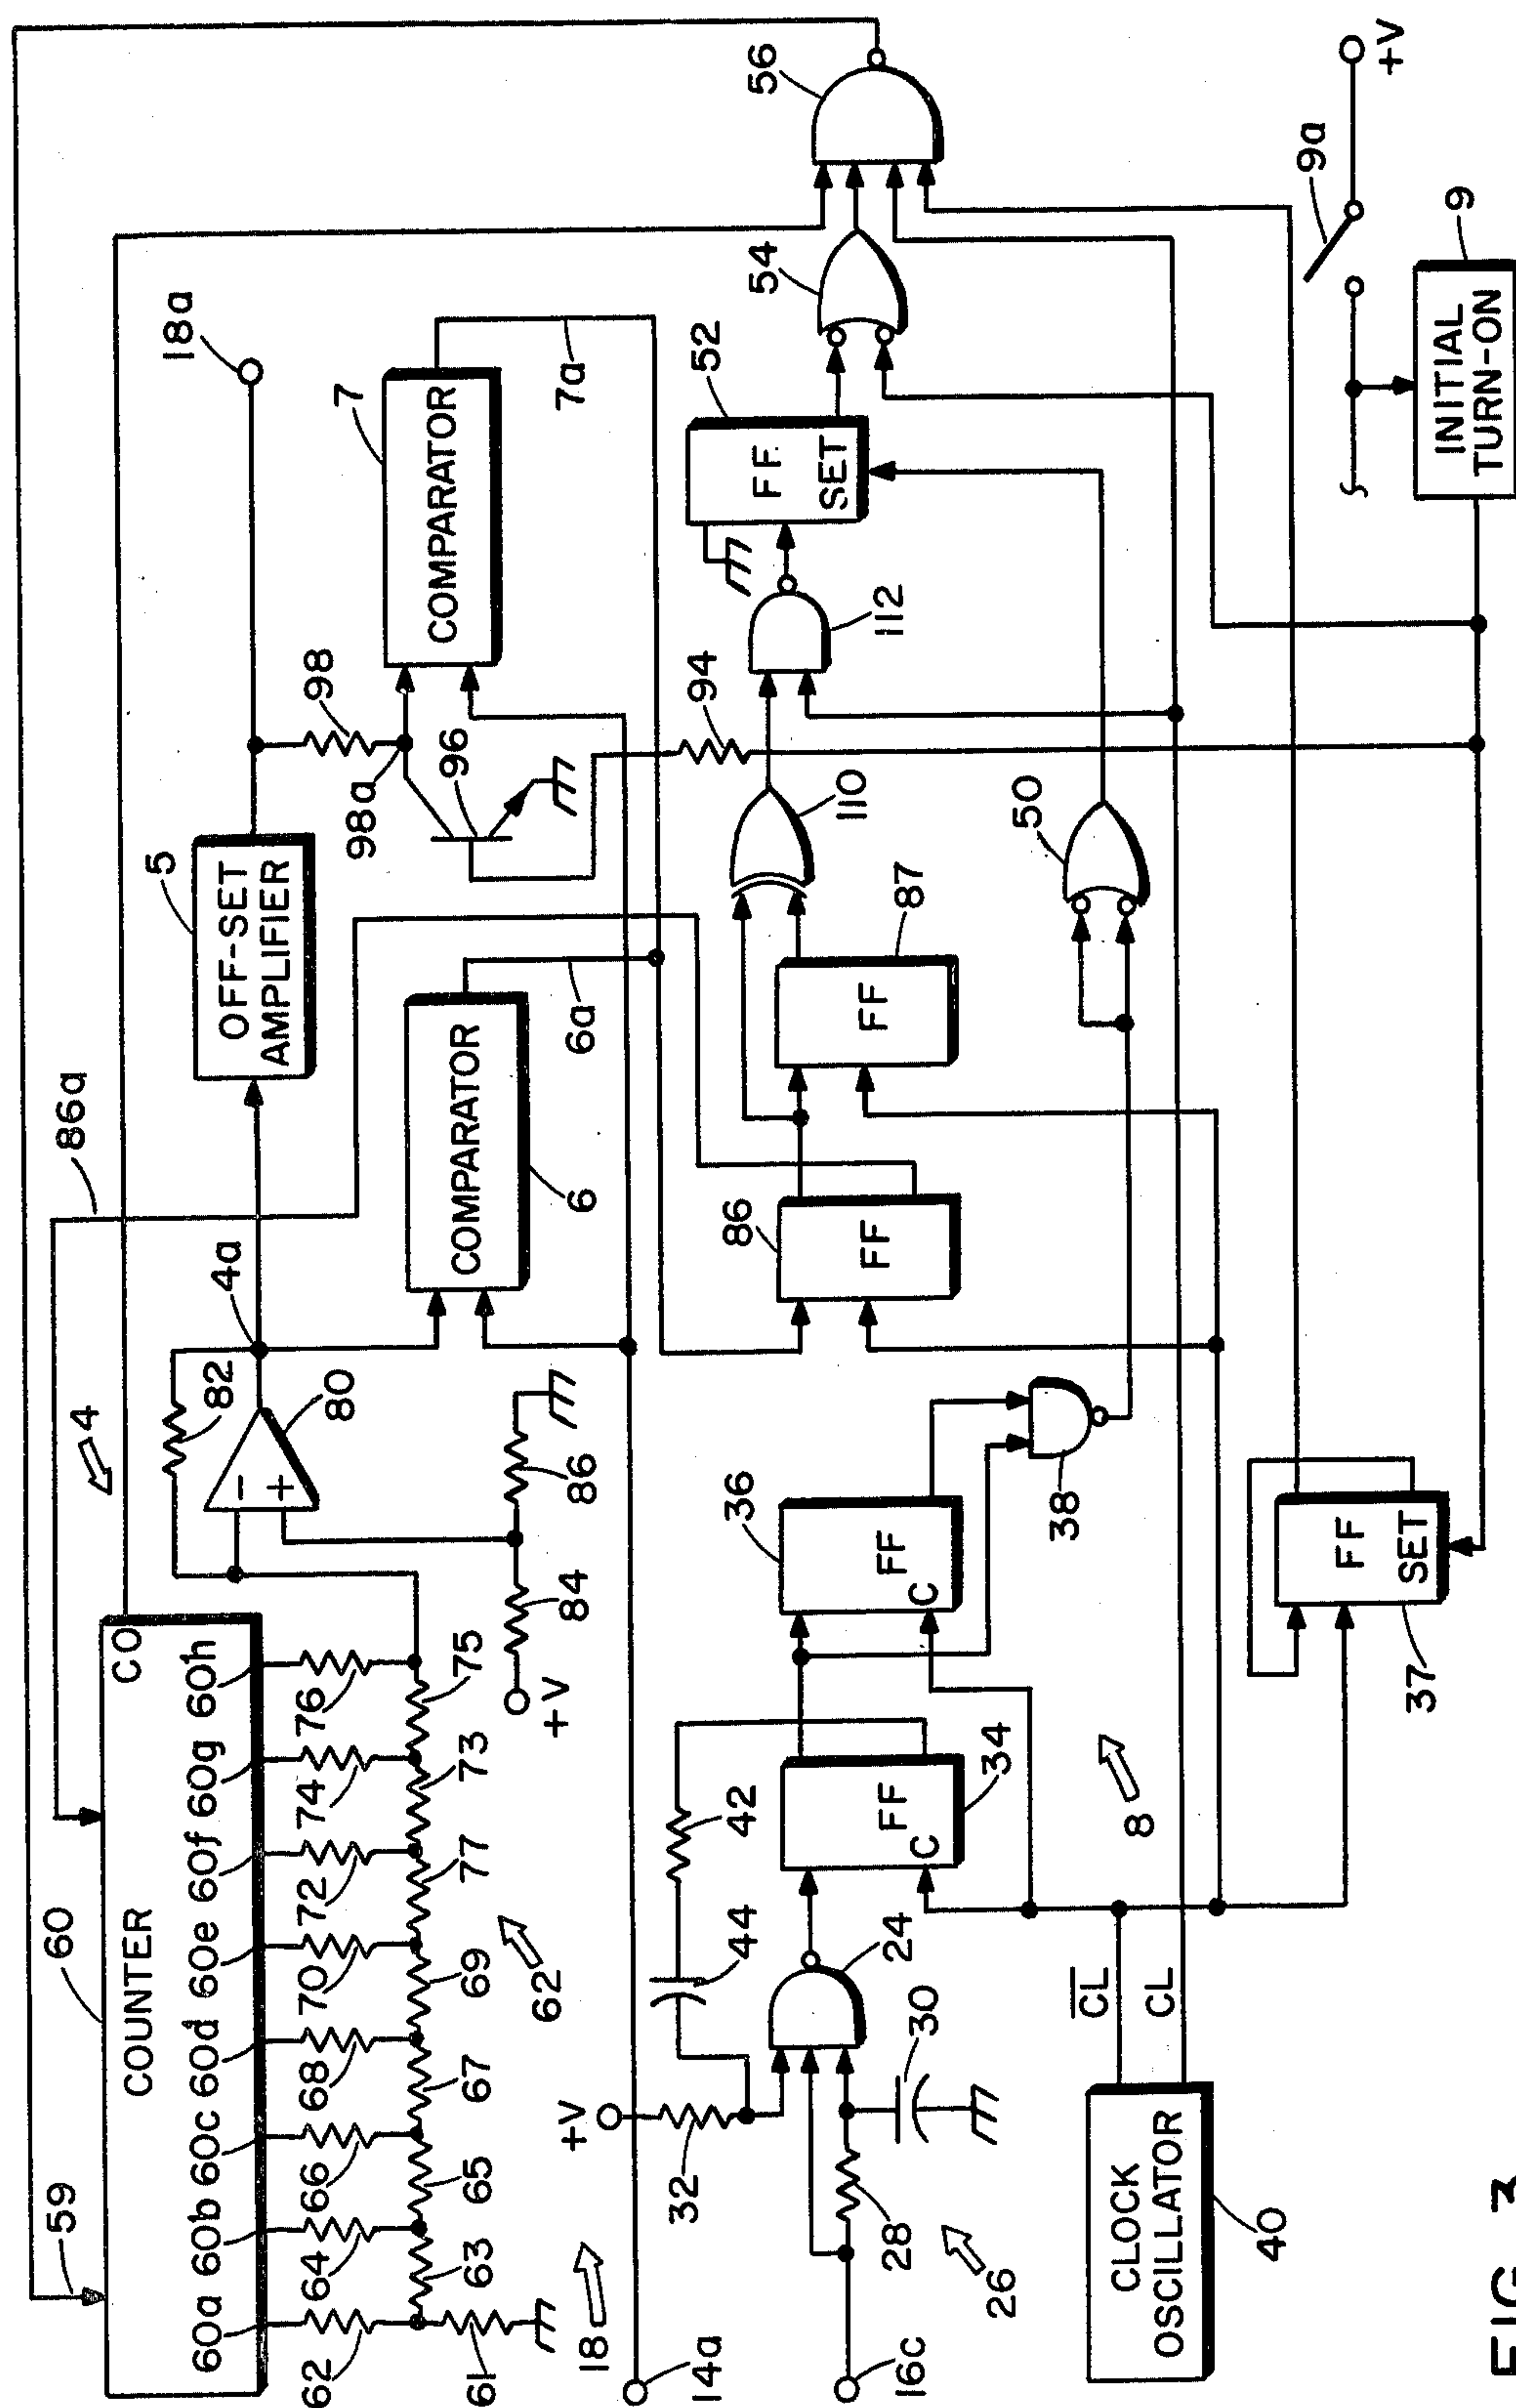 60
59
COUNTER
CO
60a 60b 60c 60d 60e 60f 60g 60h
62
64
66
68
70
72
74
76
61
63
65
67
69
77
73
75
62
4
82
80
−
+
4a
84
86
+V
86a
5
OFF-SET
AMPLIFIER
18a
98
98a
96
COMPARATOR
6
6a
COMPARATOR
7
7a
18
14a
+V
32
44
42
24
28
30
26
16c
FF
C
34
FF
C
36
38
86
FF
87
FF
110
94
112
52
FF
SET
54
56
50
8
CLOCK
OSCILLATOR
40
C̅L̅
CL
FF
SET
37
9a
+V
INITIAL
TURN-ON
9
FIG. 3